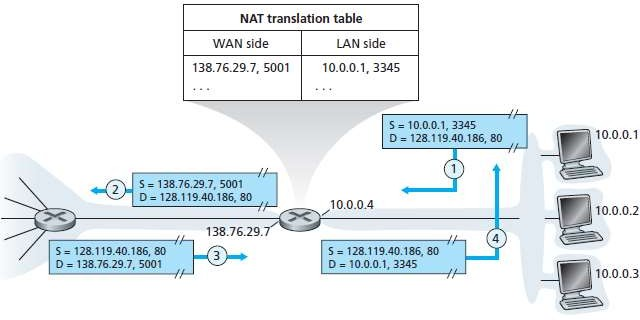 NAT translation table
WAN side LAN side
138.76.29.7, 5001 10.0.0.1, 3345
. . . . . .
S = 10.0.0.1, 3345
D = 128.119.40.186, 80
10.0.0.1
1
2
S = 138.76.29.7, 5001
D = 128.119.40.186, 80
10.0.0.4
10.0.0.2
138.76.29.7
4
S = 128.119.40.186, 80
D = 138.76.29.7, 5001
3
S = 128.119.40.186, 80
D = 10.0.0.1, 3345
10.0.0.3